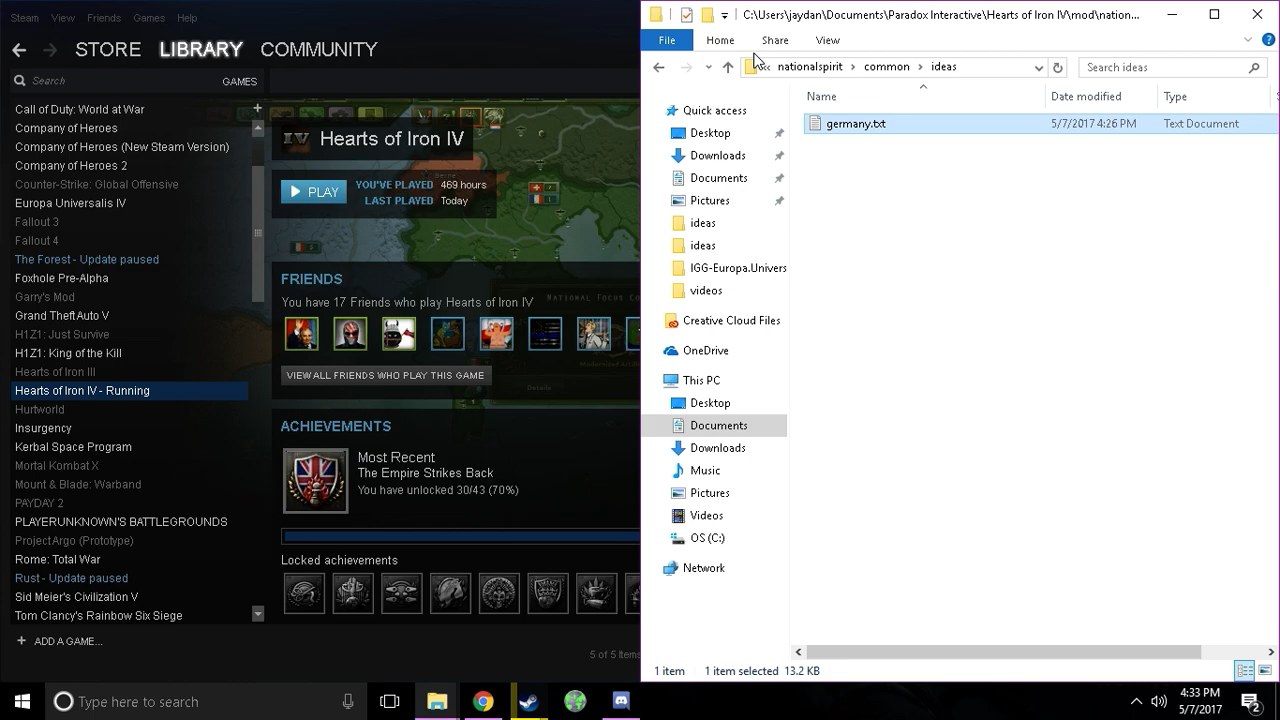 Steam View Friends Games Help
STORE LIBRARY COMMUNITY
Search GAMES
Call of Duty: World at War
Company of Heroes
Company of Heroes (New Steam Version)
Company of Heroes 2
Counter-Strike: Global Offensive
Europa Universalis IV
Fallout 3
Fallout 4
The Forest - Update paused
Foxhole Pre-Alpha
Garry's Mod
Grand Theft Auto V
H1Z1: Just Survive
H1Z1: King of the Kill
Hearts of Iron III
Hearts of Iron IV - Running
Hurtworld
Insurgency
Kerbal Space Program
Mortal Kombat X
Mount & Blade: Warband
PAYDAY 2
PLAYERUNKNOWN'S BATTLEGROUNDS
ProjectArgo (Prototype)
Rome: Total War
Rust - Update paused
Sid Meier's Civilization V
Tom Clancy's Rainbow Six Siege
+ ADD A GAME...
IV Hearts of Iron IV
PLAY
YOU'VE PLAYED 469 hours
LAST PLAYED Today
FRIENDS
You have 17 Friends who play Hearts of Iron IV
VIEW ALL FRIENDS WHO PLAY THIS GAME
ACHIEVEMENTS
Most Recent
The Empire Strikes Back
You have unlocked 30/43 (70%)
Locked achievements
5 of 5 Items
C:\Users\jaydan\Documents\Paradox Interactive\Hearts of Iron IV\mod\nation...
File Home Share View
« nationalspirit common ideas
Search ideas
Name Date modified Type
germany.txt 5/7/2017 4:26 PM Text Document
Quick access
Desktop
Downloads
Documents
Pictures
ideas
ideas
IGG-Europa.Univers
videos
Creative Cloud Files
OneDrive
This PC
Desktop
Documents
Downloads
Music
Pictures
Videos
OS (C:)
Network
1 item 1 item selected 13.2 KB
Type here to search
4:33 PM
5/7/2017
2